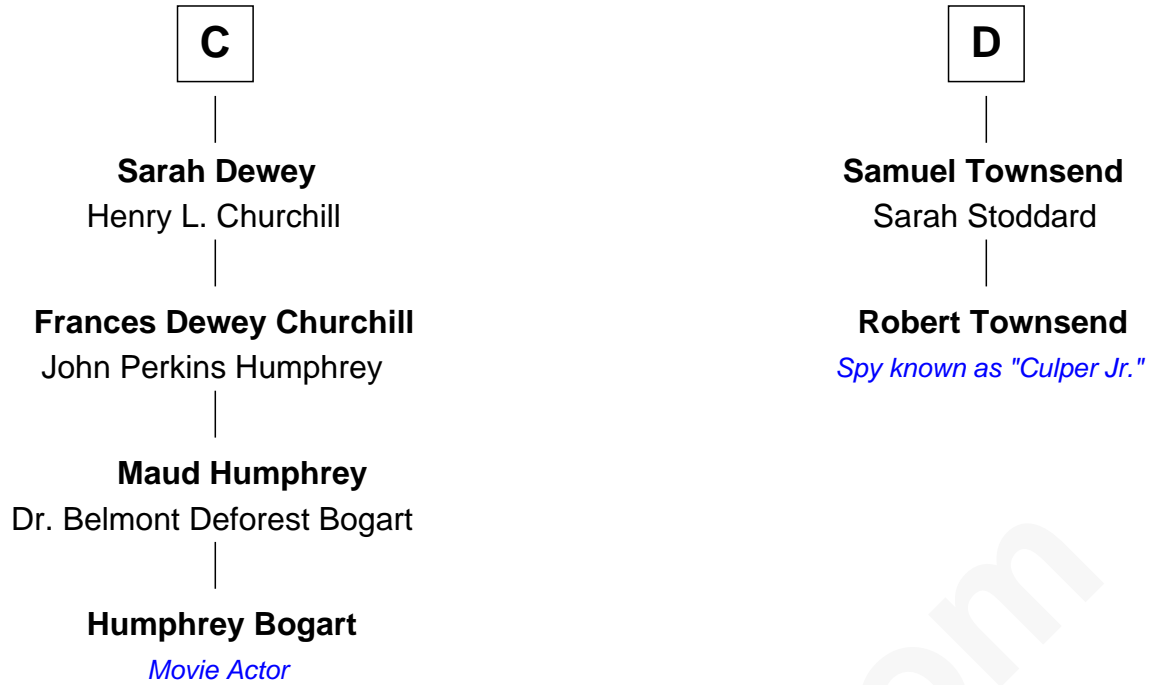 C
Sarah Dewey
Henry L. Churchill
Frances Dewey Churchill
John Perkins Humphrey
Maud Humphrey
Dr. Belmont Deforest Bogart
Humphrey Bogart
Movie Actor
D
Samuel Townsend
Sarah Stoddard
Robert Townsend
Spy known as "Culper Jr."
om